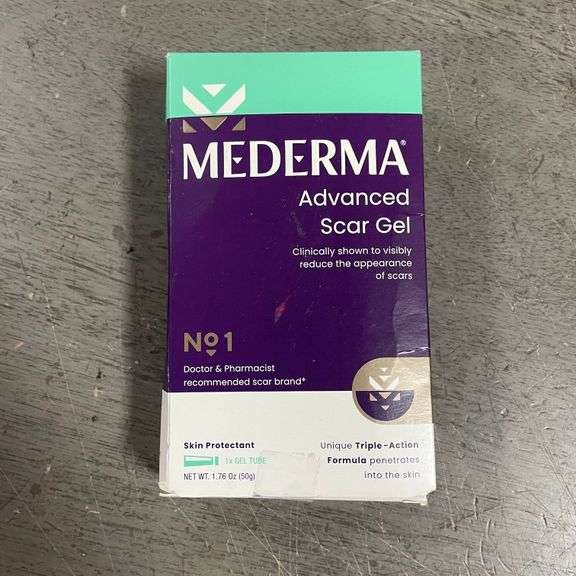 MEDERMA®
Advanced
Scar Gel
Clinically shown to visibly
reduce the appearance
of scars
No1
Doctor & Pharmacist
recommended scar brand*
Skin Protectant
1x GEL TUBE
NET WT. 1.76 Oz (50g)
Unique Triple-Action
Formula penetrates
into the skin